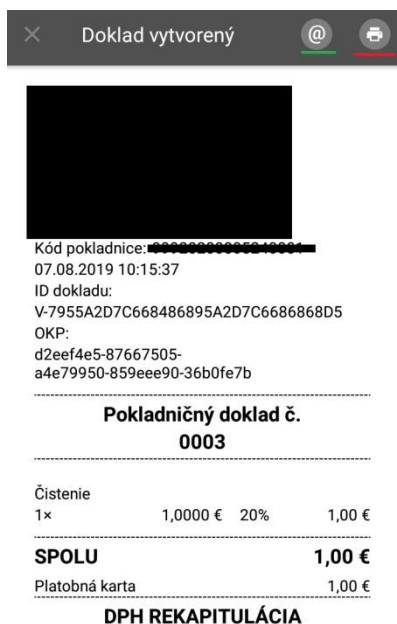 Doklad vytvorený @
Kód pokladnice:
07.08.2019 10:15:37
ID dokladu:
V-7955A2D7C668486895A2D7C6686868D5
OKP:
d2eef4e5-87667505-
a4e79950-859eee90-36b0fe7b
Pokladničný doklad č.
0003
Čistenie
1× 1,0000 € 20% 1,00 €
SPOLU 1,00 €
Platobná karta 1,00 €
DPH REKAPITULÁCIA